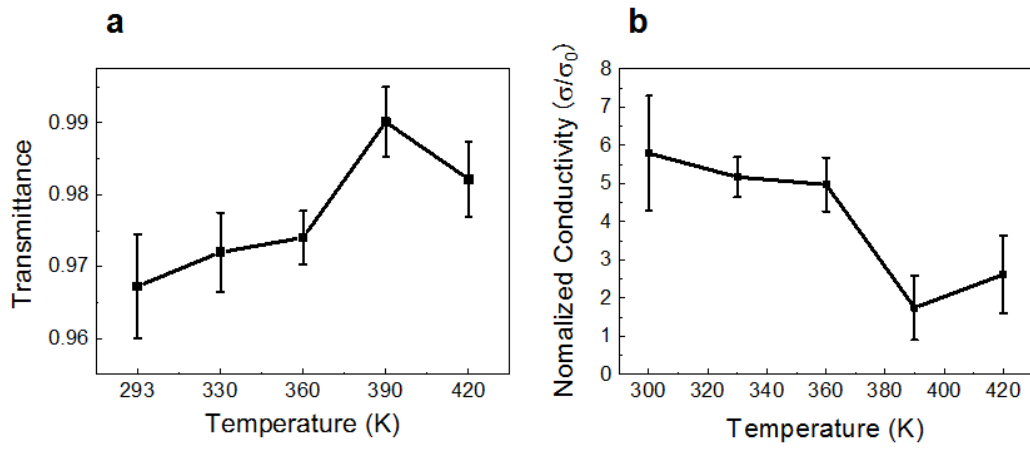 a
Transmittance
0.99
0.98
0.97
0.96
293 330 360 390 420
Temperature (K)
b
Nomalized Conductivity (σ/σ0)
8
7
6
5
4
3
2
1
0
300 320 340 360 380 400 420
Temperature (K)